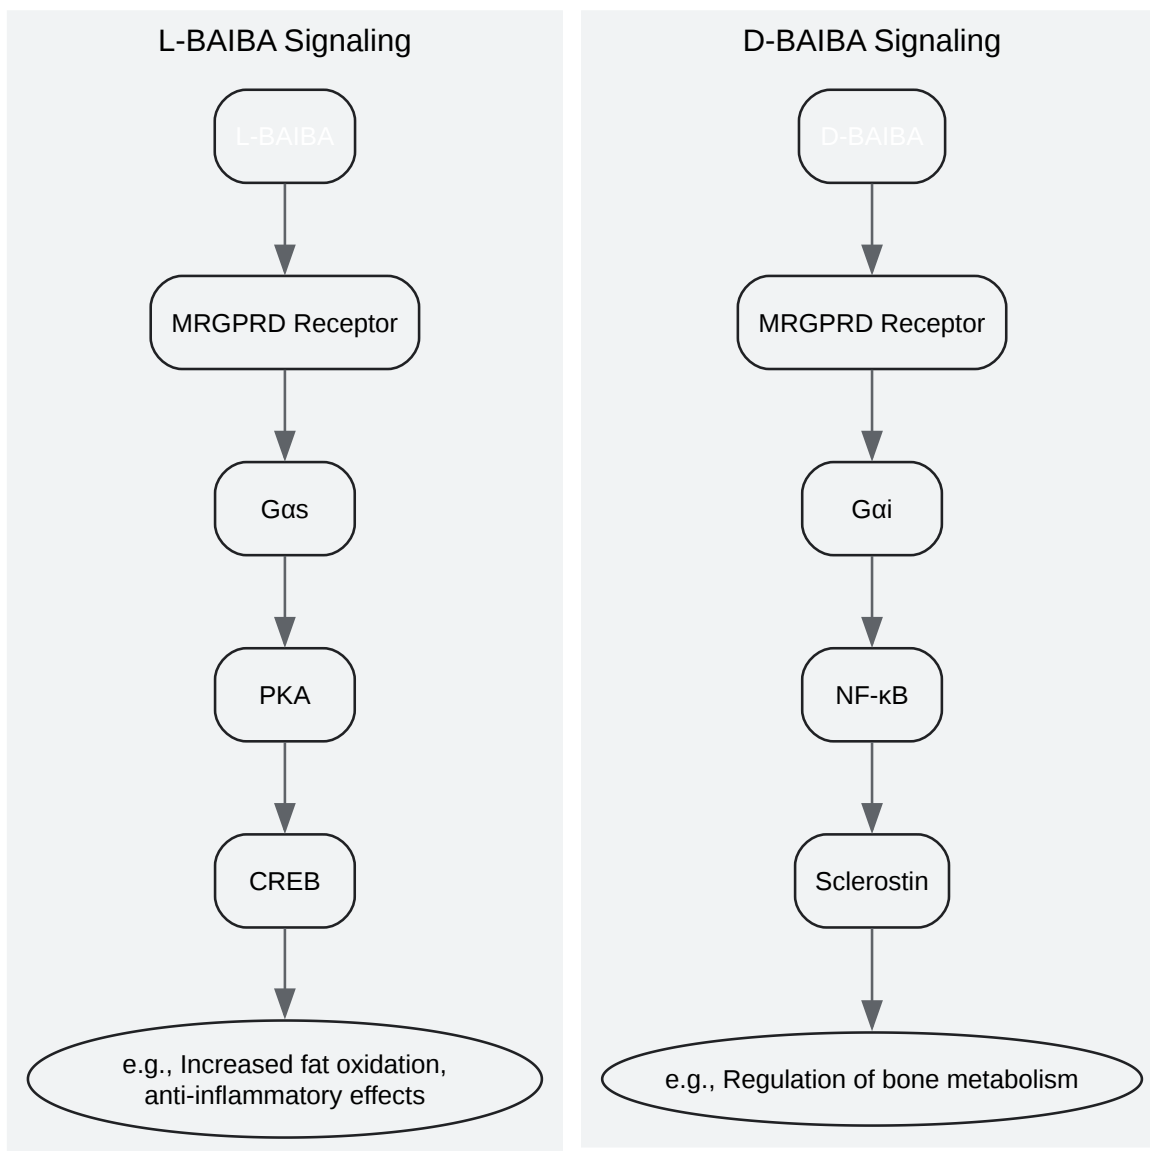 L-BAIBA Signaling
L-BAIBA
MRGPRD Receptor
Gαs
PKA
CREB
e.g., Increased fat oxidation,
anti-inflammatory effects
D-BAIBA Signaling
D-BAIBA
MRGPRD Receptor
Gαi
NF-κB
Sclerostin
e.g., Regulation of bone metabolism